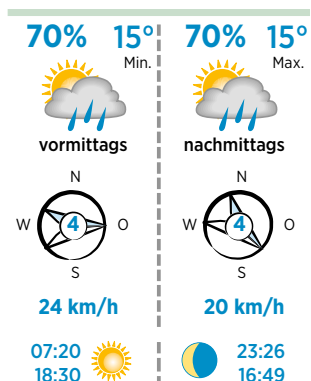 70% 15°
Min.
vormittags
N
W 4 O
S
24 km/h
07:20
18:30
70% 15°
Max.
nachmittags
N
W 4 O
S
20 km/h
23:26
16:49